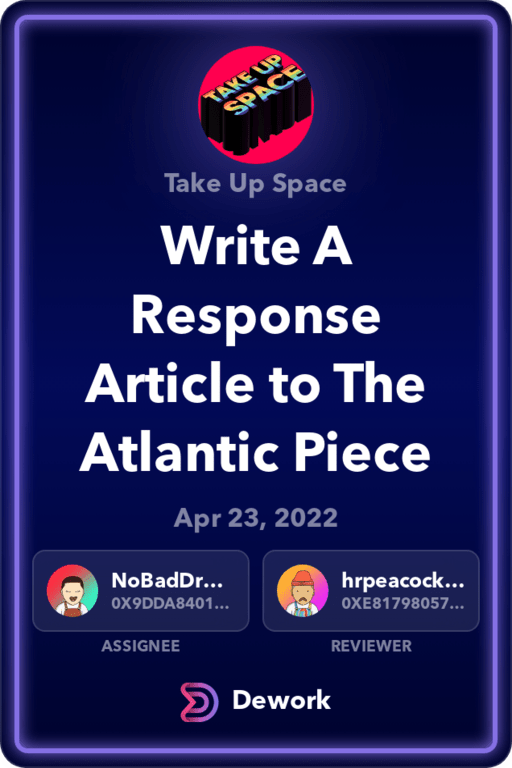 TAKE UP
SPACE
Take Up Space
Write A
Response
Article to The
Atlantic Piece
Apr 23, 2022
NoBadDr...
0X9DDA8401...
hrpeacock...
0XE81798057...
ASSIGNEE
REVIEWER
Dework